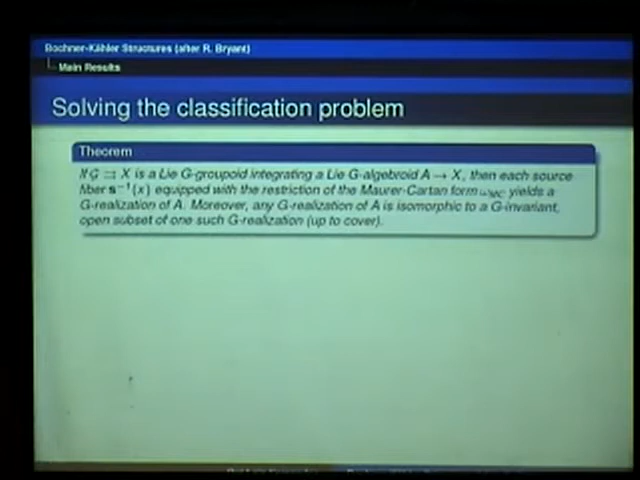 Bochner-Kähler Structures (after R. Bryant)
Main Results
Solving the classification problem
Theorem
If G ⇉ X is a Lie G-groupoid integrating a Lie G-algebroid A → X, then each source
fiber s⁻¹(x) equipped with the restriction of the Maurer-Cartan form ω_MC yields a
G-realization of A. Moreover, any G-realization of A is isomorphic to a G-invariant,
open subset of one such G-realization (up to cover).